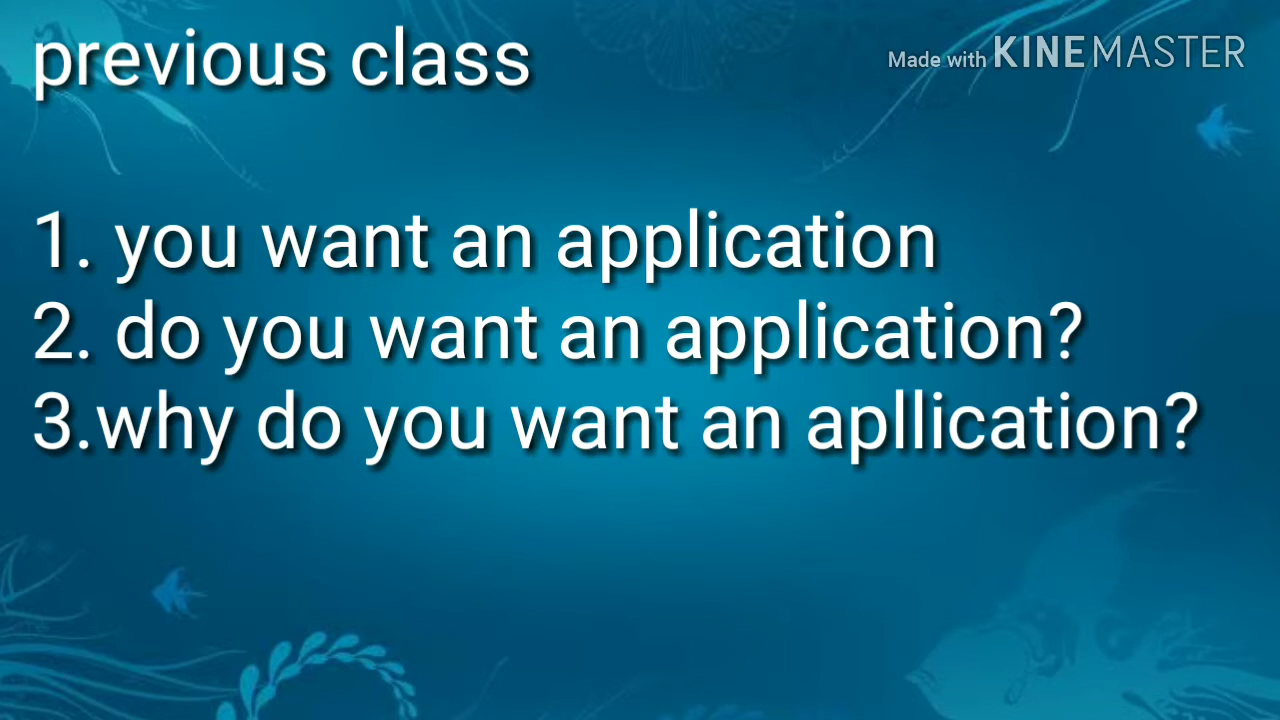 previous class
Made with KINEMASTER
1. you want an application
2. do you want an application?
3.why do you want an apllication?